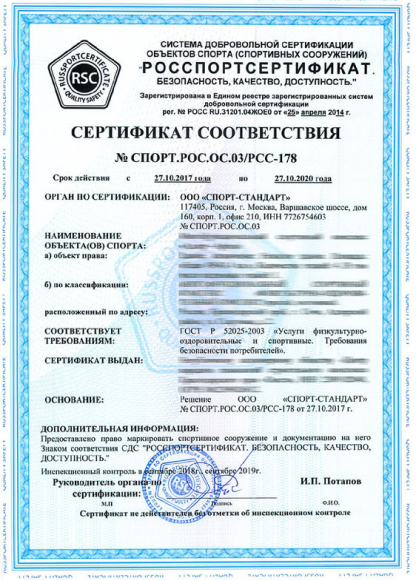 СИСТЕМА ДОБРОВОЛЬНОЙ СЕРТИФИКАЦИИ
ОБЪЕКТОВ СПОРТА (СПОРТИВНЫХ СООРУЖЕНИЙ)
"РОССПОРТСЕРТИФИКАТ.
БЕЗОПАСНОСТЬ, КАЧЕСТВО, ДОСТУПНОСТЬ."
RUSSPORTCERTIFICATE
RSC
QUALITY SAFETY
Зарегистрирована в Едином реестре зарегистрированных систем
добровольной сертификации
рег. № РОСС RU.31201.04ЖОЕ0 от «25» апреля 2014 г.
СЕРТИФИКАТ СООТВЕТСТВИЯ
№ СПОРТ.РОС.ОС.03/РСС-178
Срок действия с 27.10.2017 года по 27.10.2020 года
ОРГАН ПО СЕРТИФИКАЦИИ: ООО «СПОРТ-СТАНДАРТ»
117405, Россия, г. Москва, Варшавское шоссе, дом
160, корп. 1, офис 210, ИНН 7726754603
№ СПОРТ.РОС.ОС.03
НАИМЕНОВАНИЕ
ОБЪЕКТА(ОВ) СПОРТА:
а) объект права:
б) по классификации:
расположенный по адресу:
СООТВЕТСТВУЕТ ТРЕБОВАНИЯМ: ГОСТ Р 52025-2003 «Услуги физкультурно-
оздоровительные и спортивные. Требования
безопасности потребителей».
СЕРТИФИКАТ ВЫДАН:
ОСНОВАНИЕ: Решение ООО «СПОРТ-СТАНДАРТ»
№ СПОРТ.РОС.ОС.03/РСС-178 от 27.10.2017 г.
ДОПОЛНИТЕЛЬНАЯ ИНФОРМАЦИЯ:
Предоставлено право маркировать спортивное сооружение и документацию на него
Знаком соответствия СДС "РОССПОРТСЕРТИФИКАТ. БЕЗОПАСНОСТЬ, КАЧЕСТВО,
ДОСТУПНОСТЬ."
Инспекционный контроль в сентябре 2018г., сентябре 2019г.
Руководитель органа по
сертификации: И.П. Потапов
М.П Подпись Ф.И.О.
Сертификат не действителен без отметки об инспекционном контроле